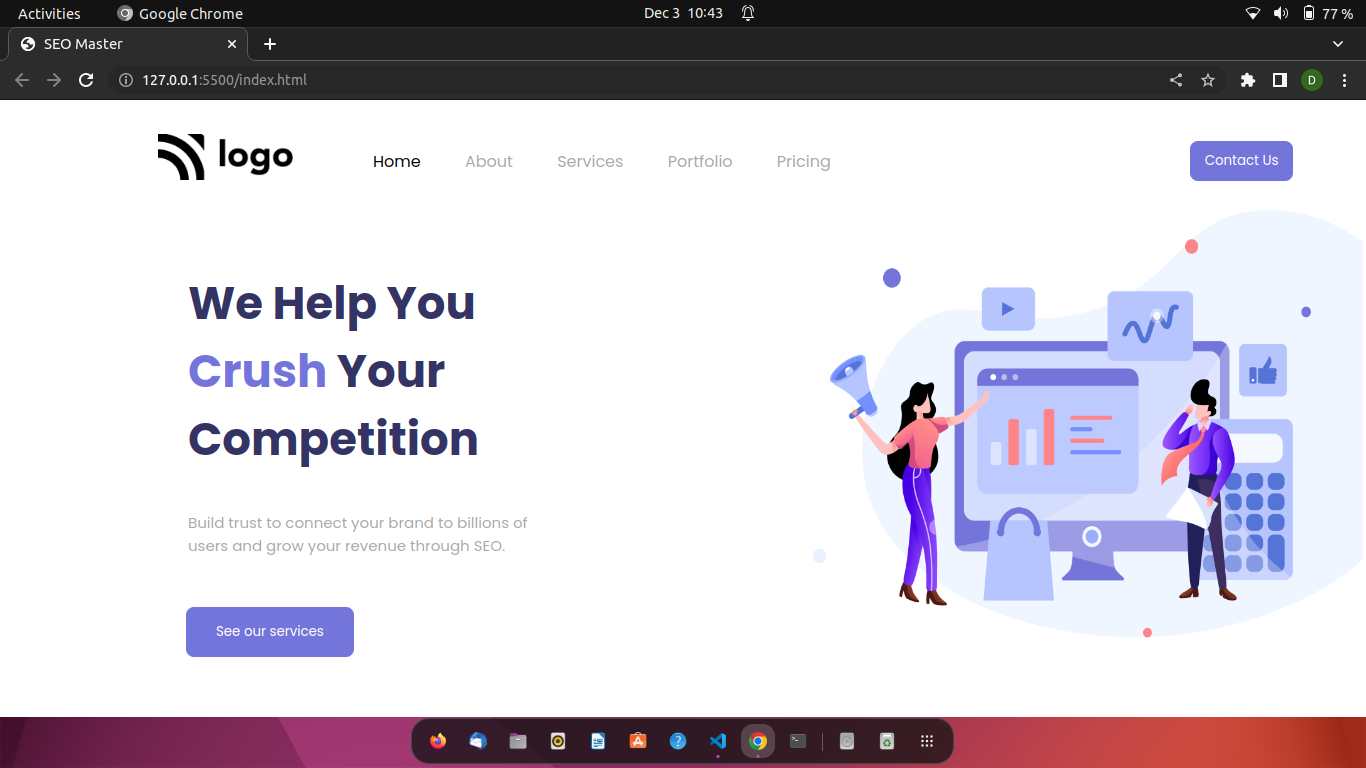 Activities
Google Chrome
Dec 3 10:43
77 %
SEO Master
127.0.0.1:5500/index.html
D
logo
Home
About
Services
Portfolio
Pricing
Contact Us
We Help You
Crush Your
Competition
Build trust to connect your brand to billions of
users and grow your revenue through SEO.
See our services